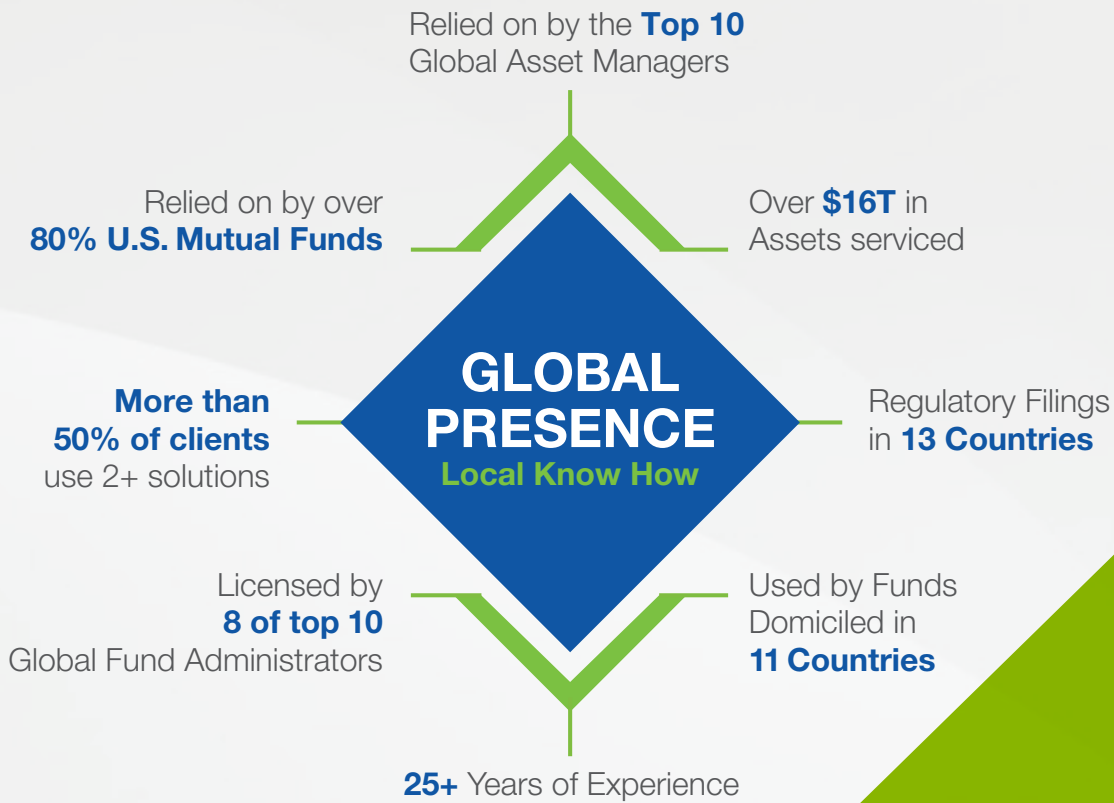 Relied on by the Top 10
Global Asset Managers
Relied on by over
80% U.S. Mutual Funds
Over $16T in
Assets serviced
More than
50% of clients
use 2+ solutions
GLOBAL
PRESENCE
Local Know How
Regulatory Filings
in 13 Countries
Licensed by
8 of top 10
Global Fund Administrators
Used by Funds
Domiciled in
11 Countries
25+ Years of Experience